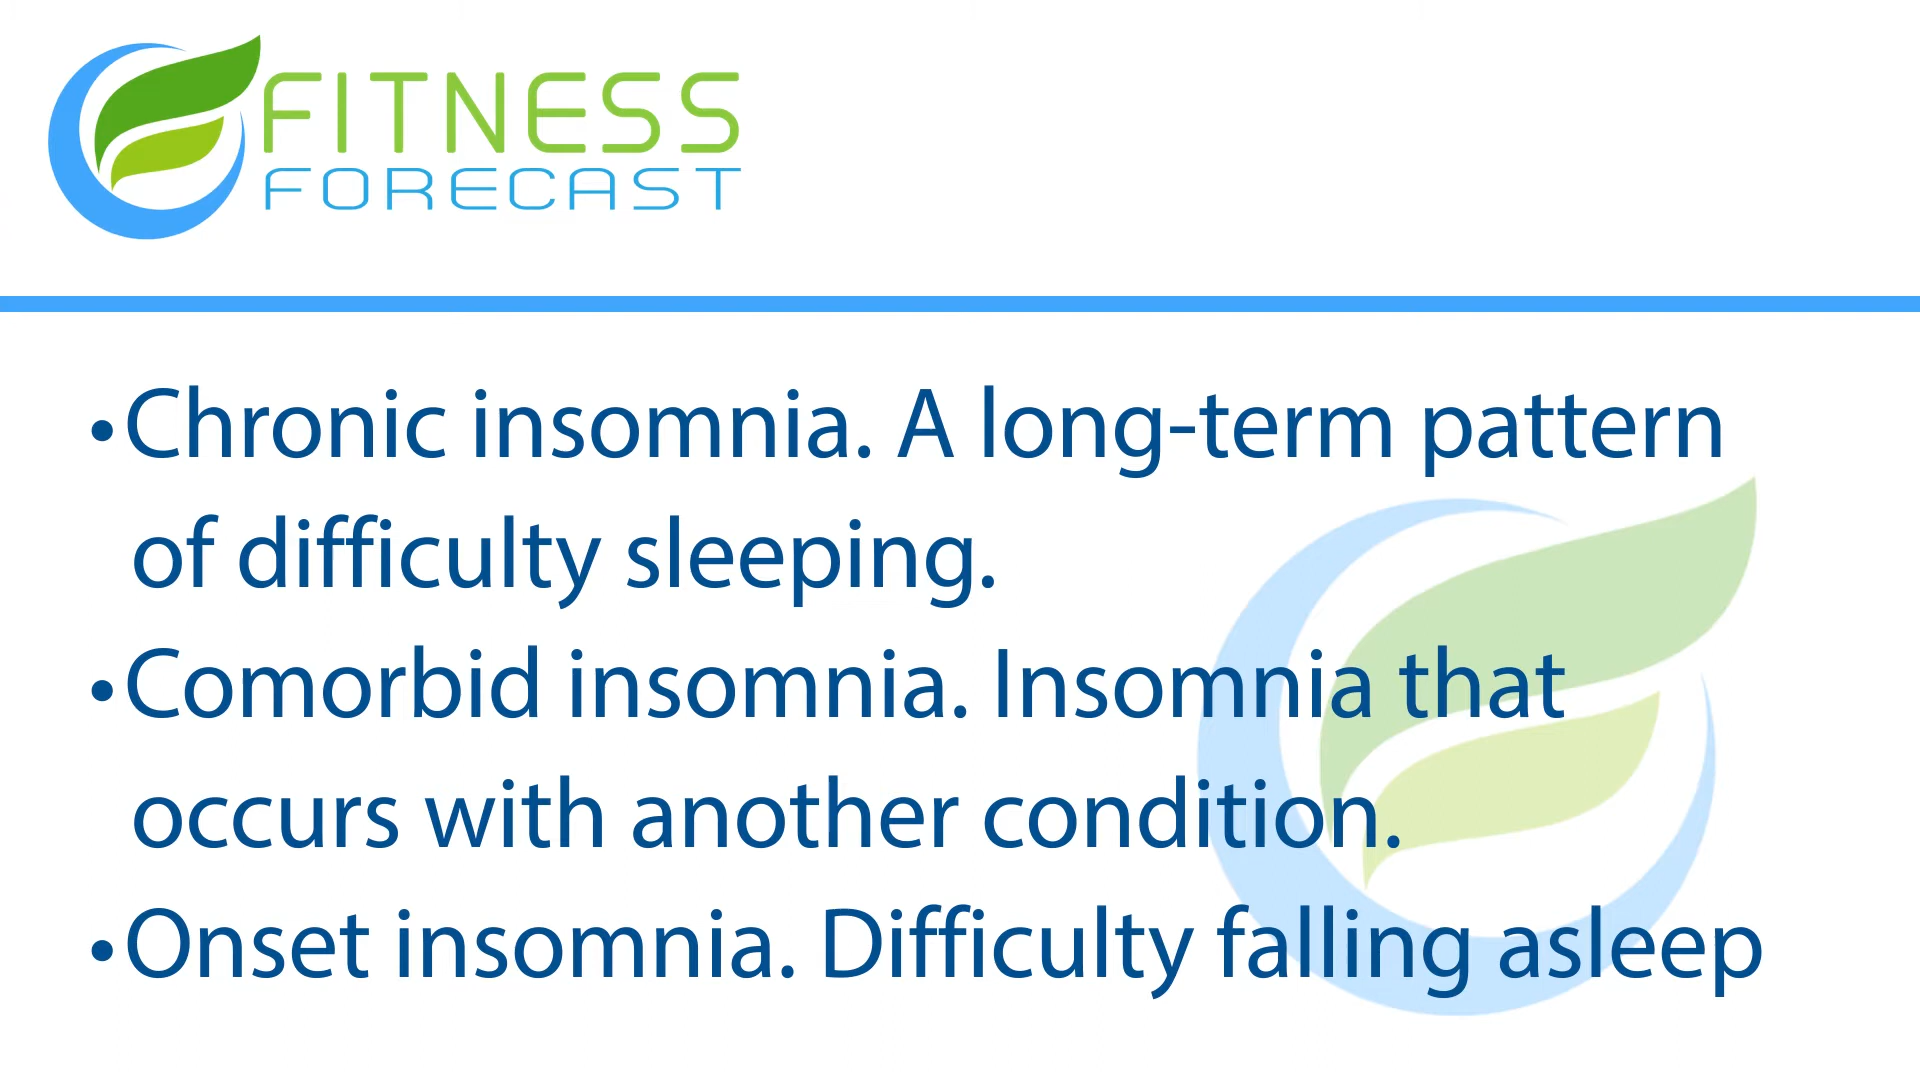 FITNESS
FORECAST
•Chronic insomnia. A long-term pattern
of difficulty sleeping.
•Comorbid insomnia. Insomnia that
occurs with another condition.
•Onset insomnia. Difficulty falling asleep